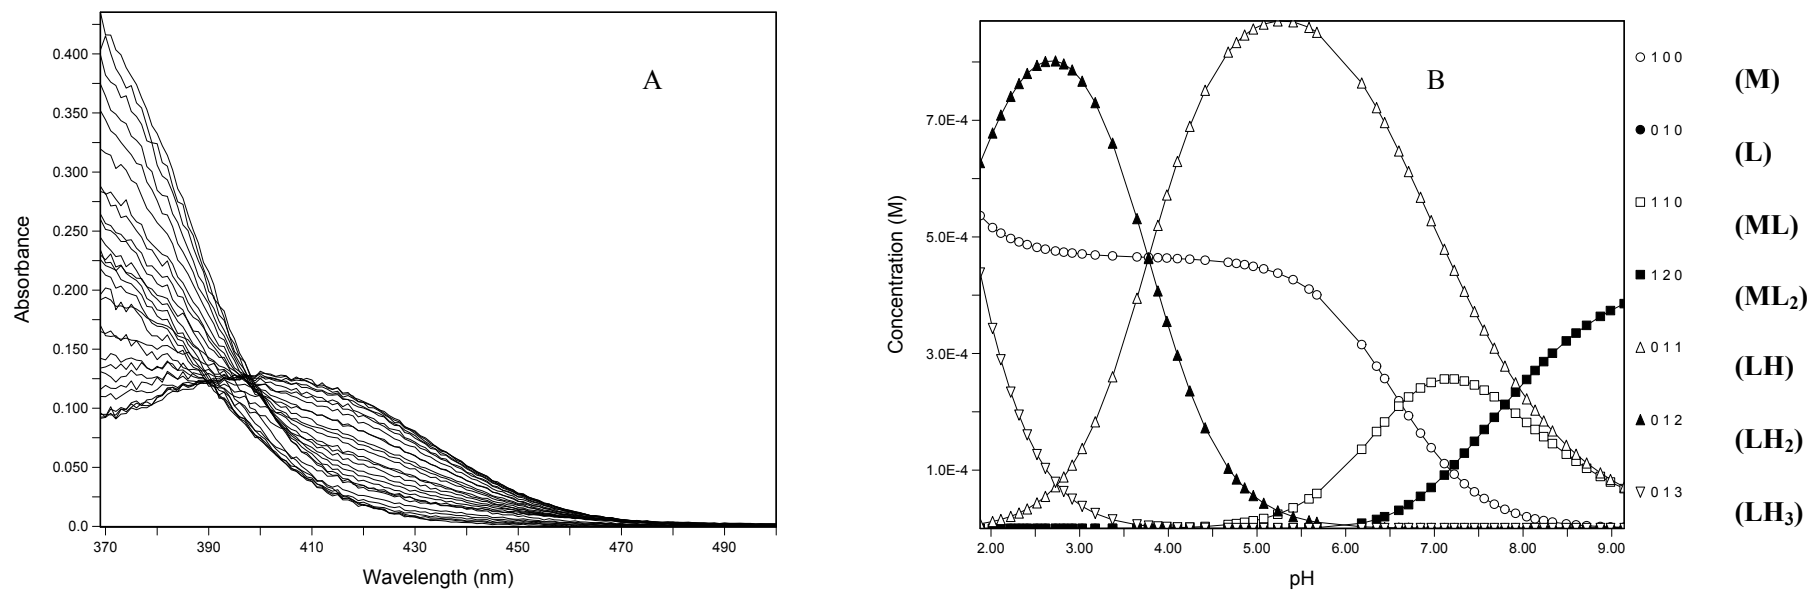 A
0.400
0.350
0.300
0.250
0.200
0.150
0.100
0.050
0.0
Absorbance
370 390 410 430 450 470 490
Wavelength (nm)
B
7.0E-4
5.0E-4
3.0E-4
1.0E-4
Concentration (M)
2.00 3.00 4.00 5.00 6.00 7.00 8.00 9.00
pH
1 0 0 (M)
0 1 0 (L)
1 1 0 (ML)
1 2 0 (ML₂)
0 1 1 (LH)
0 1 2 (LH₂)
0 1 3 (LH₃)